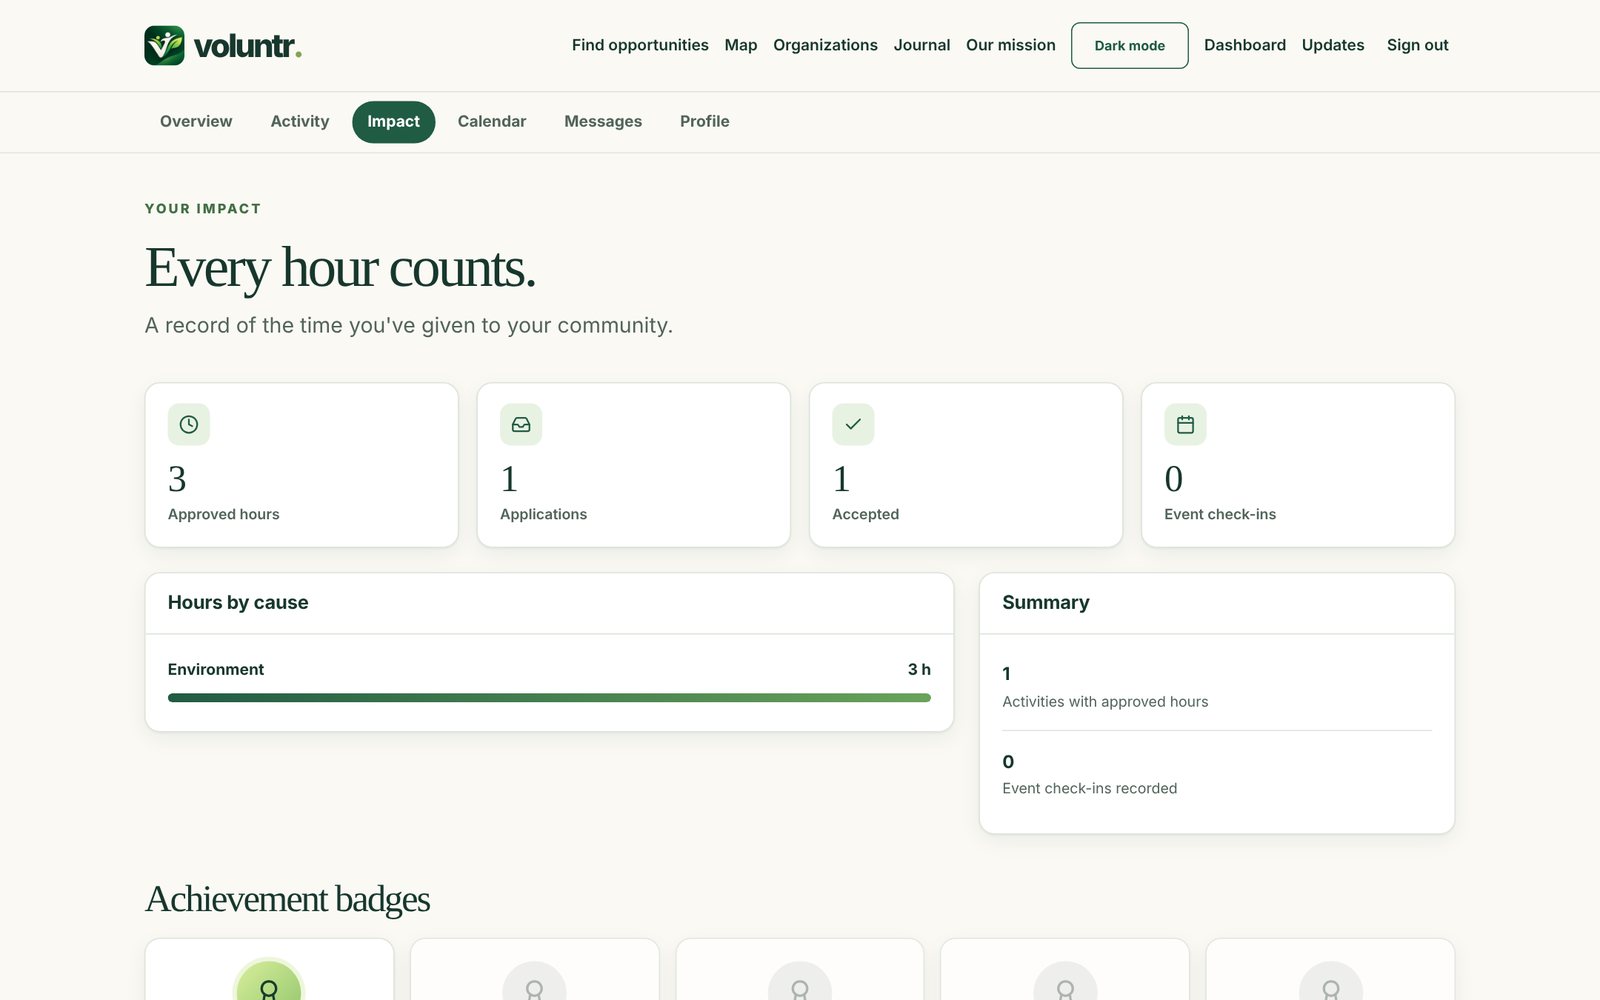 voluntr.
Find opportunities
Map
Organizations
Journal
Our mission
Dark mode
Dashboard
Updates
Sign out
Overview
Activity
Impact
Calendar
Messages
Profile
YOUR IMPACT
Every hour counts.
A record of the time you've given to your community.
3
Approved hours
1
Applications
1
Accepted
0
Event check-ins
Hours by cause
Environment
3 h
Summary
1
Activities with approved hours
0
Event check-ins recorded
Achievement badges